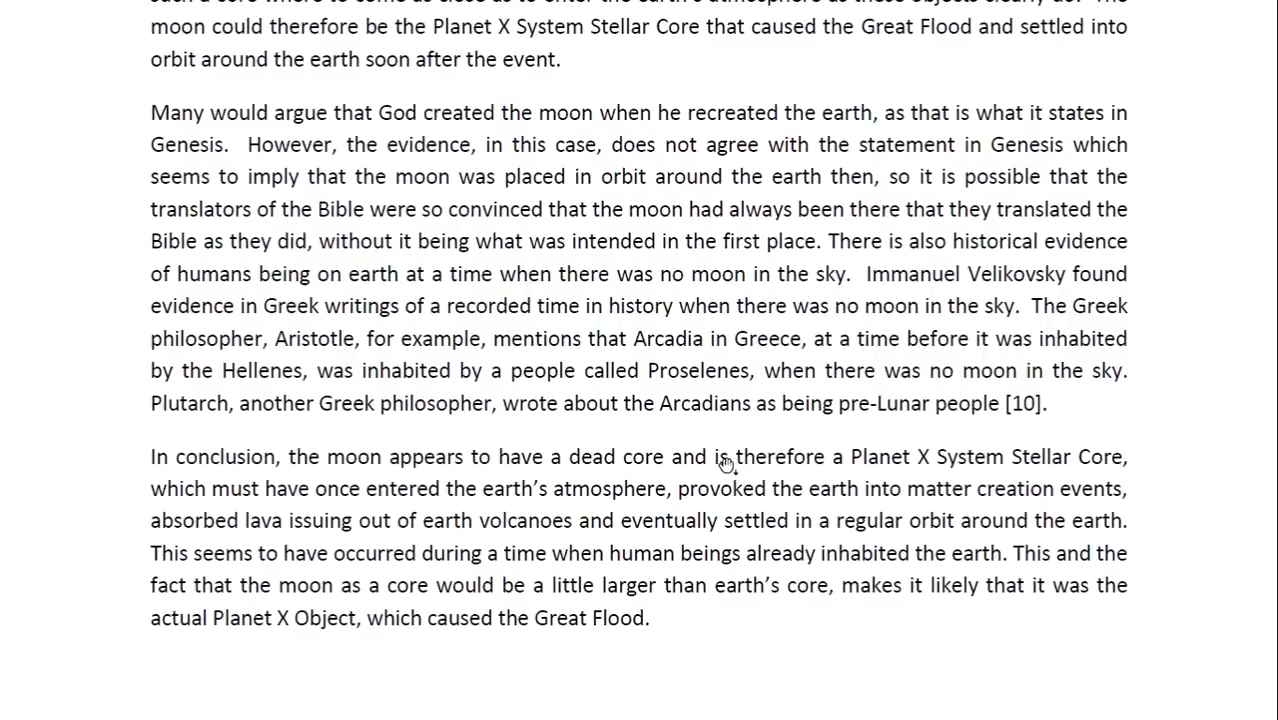 moon could therefore be the Planet X System Stellar Core that caused the Great Flood and settled into
orbit around the earth soon after the event.
Many would argue that God created the moon when he recreated the earth, as that is what it states in
Genesis.  However, the evidence, in this case, does not agree with the statement in Genesis which
seems to imply that the moon was placed in orbit around the earth then, so it is possible that the
translators of the Bible were so convinced that the moon had always been there that they translated the
Bible as they did, without it being what was intended in the first place. There is also historical evidence
of humans being on earth at a time when there was no moon in the sky.  Immanuel Velikovsky found
evidence in Greek writings of a recorded time in history when there was no moon in the sky.  The Greek
philosopher, Aristotle, for example, mentions that Arcadia in Greece, at a time before it was inhabited
by the Hellenes, was inhabited by a people called Proselenes, when there was no moon in the sky.
Plutarch, another Greek philosopher, wrote about the Arcadians as being pre-Lunar people [10].
In conclusion, the moon appears to have a dead core and is therefore a Planet X System Stellar Core,
which must have once entered the earth's atmosphere, provoked the earth into matter creation events,
absorbed lava issuing out of earth volcanoes and eventually settled in a regular orbit around the earth.
This seems to have occurred during a time when human beings already inhabited the earth. This and the
fact that the moon as a core would be a little larger than earth's core, makes it likely that it was the
actual Planet X Object, which caused the Great Flood.